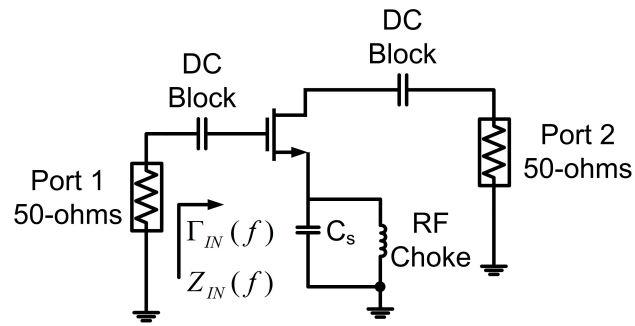 DC
Block
DC
Block
Port 1
50-ohms
Γ_IN (f)
Z_IN (f)
C_s
RF
Choke
Port 2
50-ohms